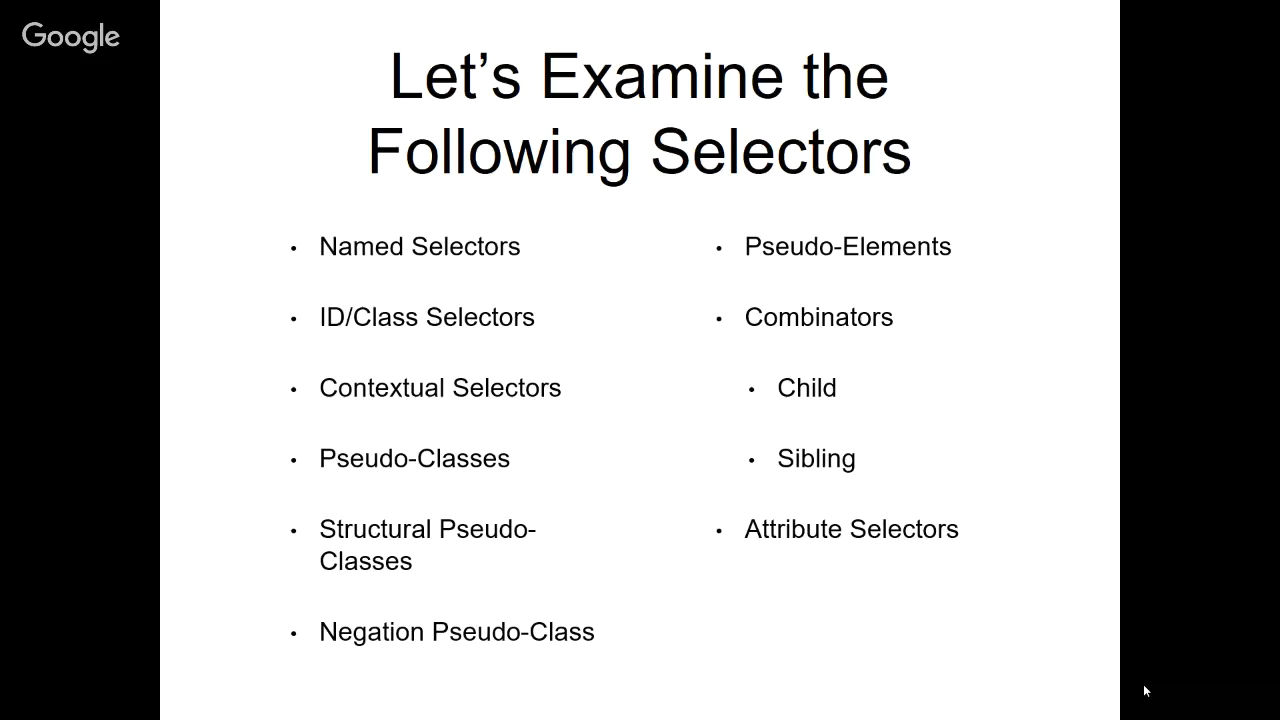 Google
Let’s Examine the
Following Selectors
• Named Selectors
• ID/Class Selectors
• Contextual Selectors
• Pseudo-Classes
• Structural Pseudo-
Classes
• Negation Pseudo-Class
• Pseudo-Elements
• Combinators
• Child
• Sibling
• Attribute Selectors